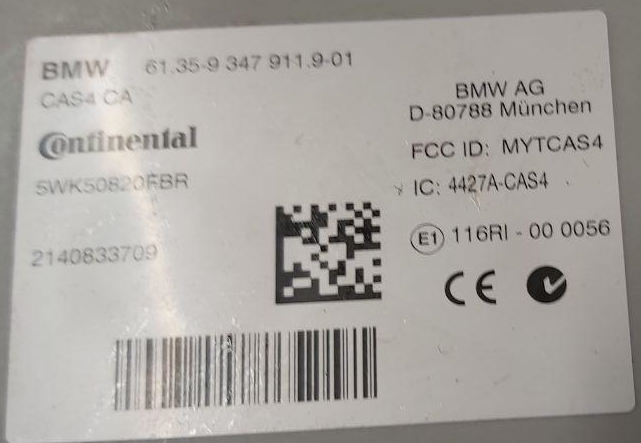 BMW 61.35-9 347 911.9-01
CAS4 CA
Continental
5WK50820FBR
2140833709
BMW AG
D-80788 München
FCC ID: MYTCAS4
IC: 4427A-CAS4
E1 116RI - 00 0056
CE